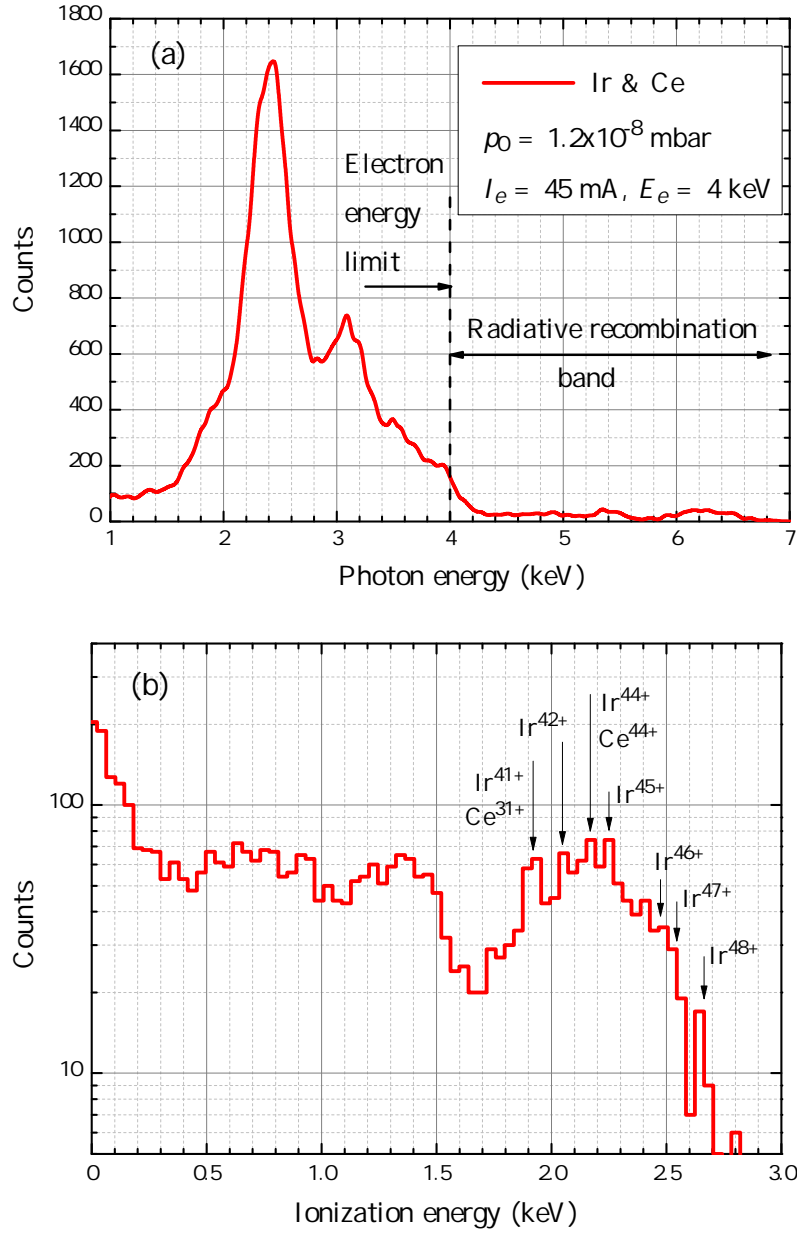 (a)
Ir & Ce
p0 = 1.2x10-8 mbar
Ie = 45 mA, Ee = 4 keV
Electron
energy
limit
Radiative recombination
band
1800
1600
1400
1200
1000
800
600
400
200
0
Counts
1 2 3 4 5 6 7
Photon energy (keV)
(b)
Ir44+
Ce44+
Ir42+
Ir41+
Ce31+
Ir45+
Ir46+
Ir47+
Ir48+
100
10
Counts
0 0.5 1.0 1.5 2.0 2.5 3.0
Ionization energy (keV)